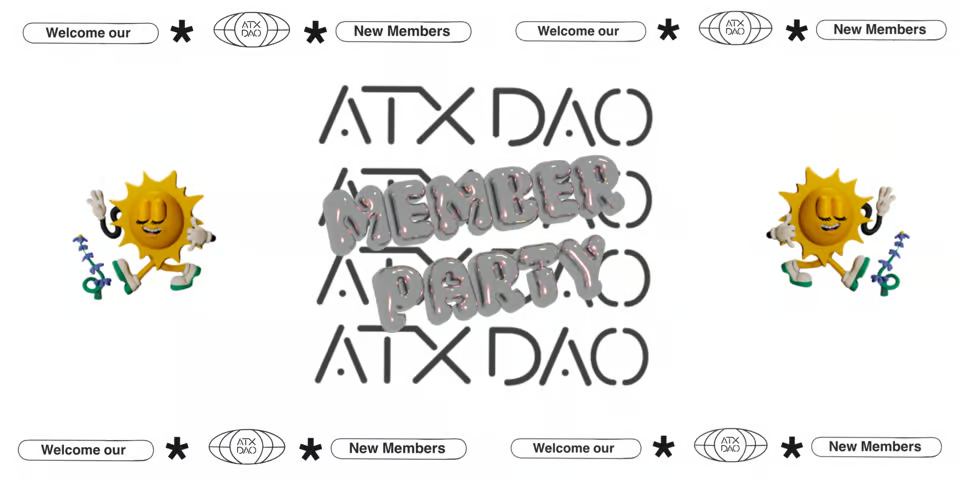 Welcome our * ATX DAO * New Members Welcome our * ATX DAO * New Members
ATX DAO
ATX DAO
MEMBER
ATX DAO
PARTY
ATX DAO
Welcome our * ATX DAO * New Members Welcome our * ATX DAO * New Members